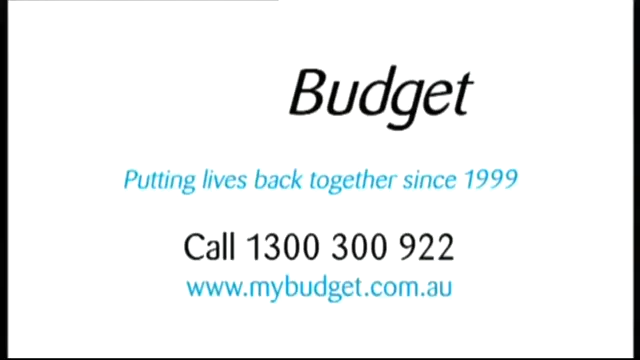 Budget
Putting lives back together since 1999
Call 1300 300 922
www.mybudget.com.au